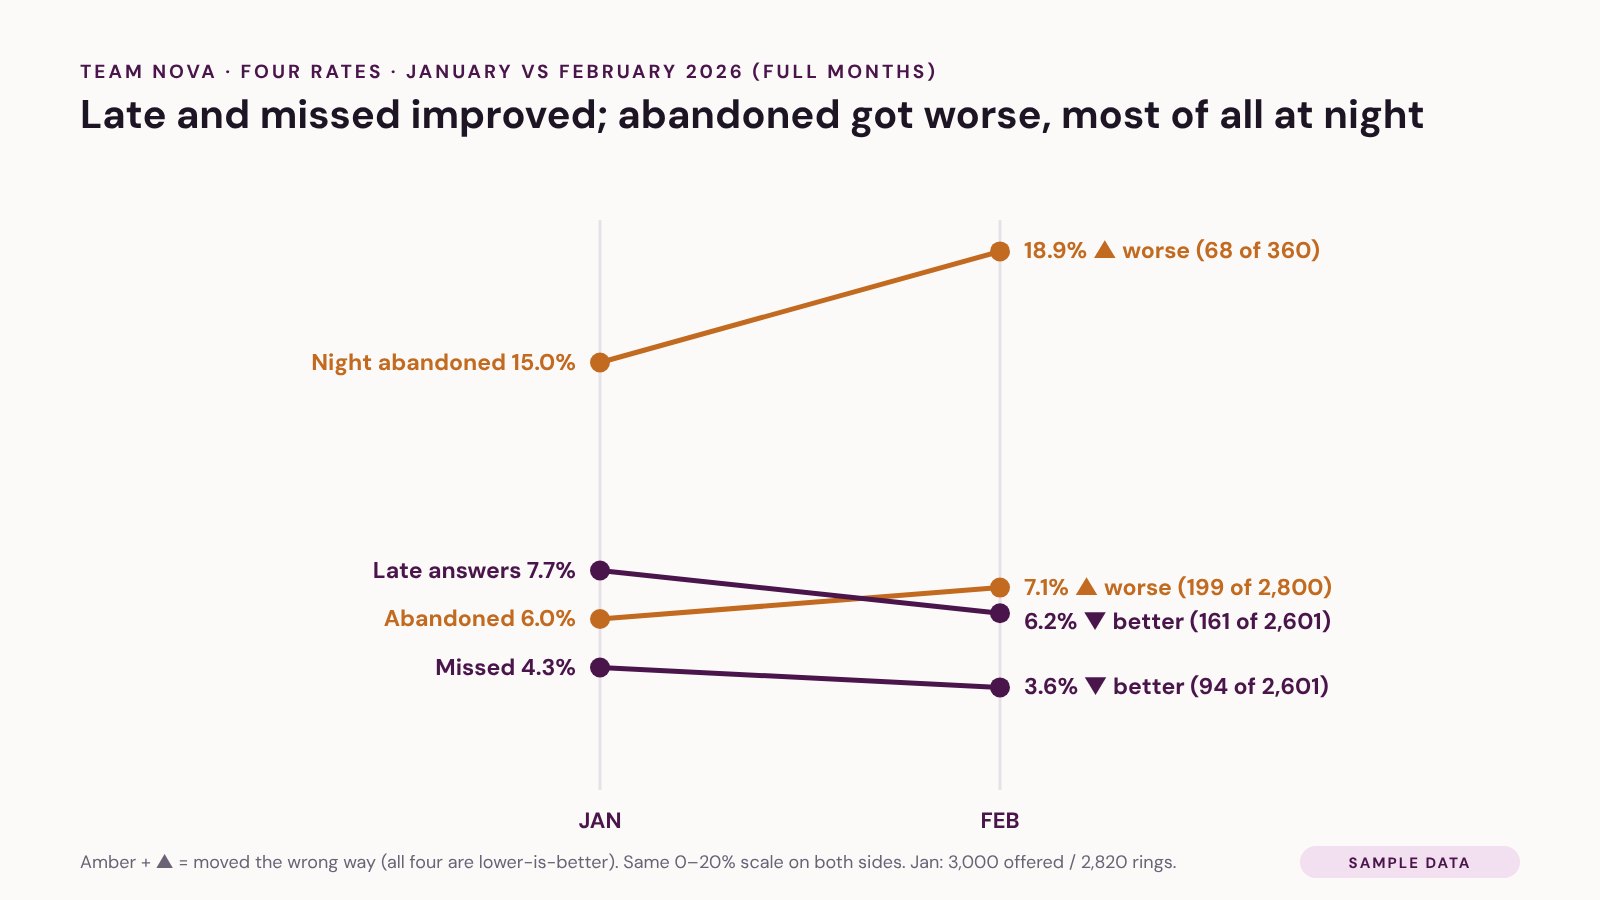 TEAM NOVA · FOUR RATES · JANUARY VS FEBRUARY 2026 (FULL MONTHS)
Late and missed improved; abandoned got worse, most of all at night
18.9% ▲ worse (68 of 360)
Night abandoned 15.0%
Late answers 7.7%
7.1% ▲ worse (199 of 2,800)
Abandoned 6.0%
6.2% ▼ better (161 of 2,601)
Missed 4.3%
3.6% ▼ better (94 of 2,601)
JAN
FEB
Amber + ▲ = moved the wrong way (all four are lower-is-better). Same 0–20% scale on both sides. Jan: 3,000 offered / 2,820 rings.
SAMPLE DATA